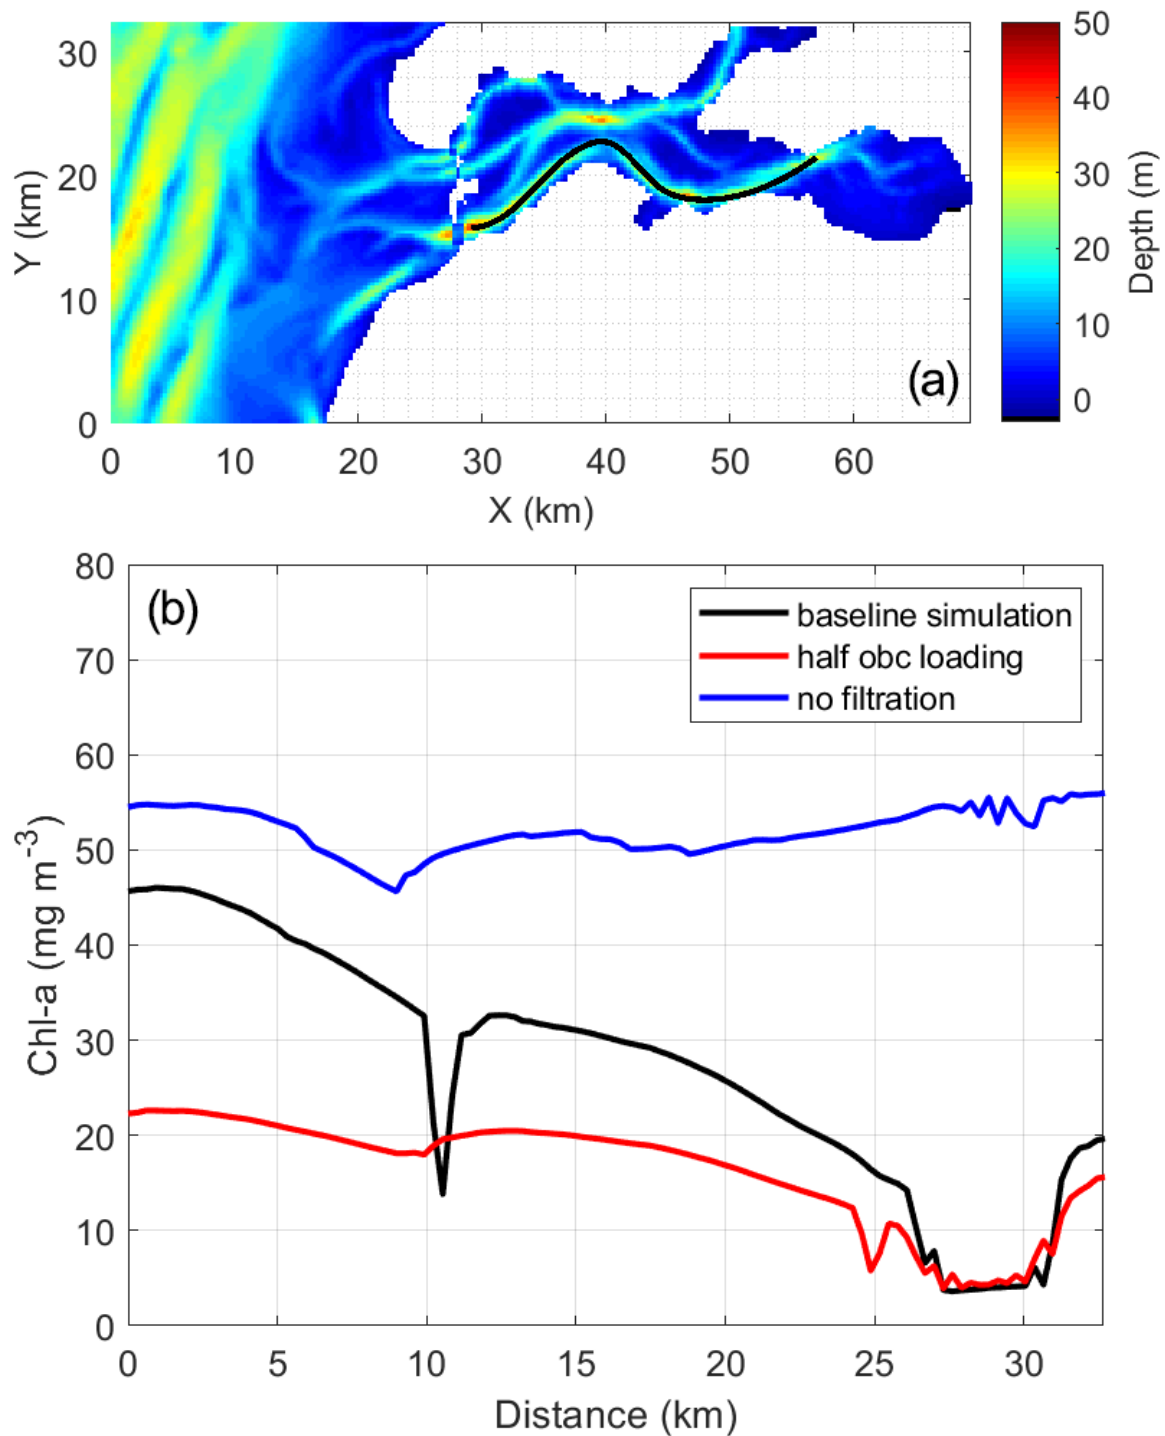 30
20
10
0
Y (km)
0 10 20 30 40 50 60
X (km)
(a)
50
40
30
20
10
0
Depth (m)
(b)
baseline simulation
half obc loading
no filtration
80
70
60
50
40
30
20
10
0
Chl-a (mg m⁻³)
0 5 10 15 20 25 30
Distance (km)